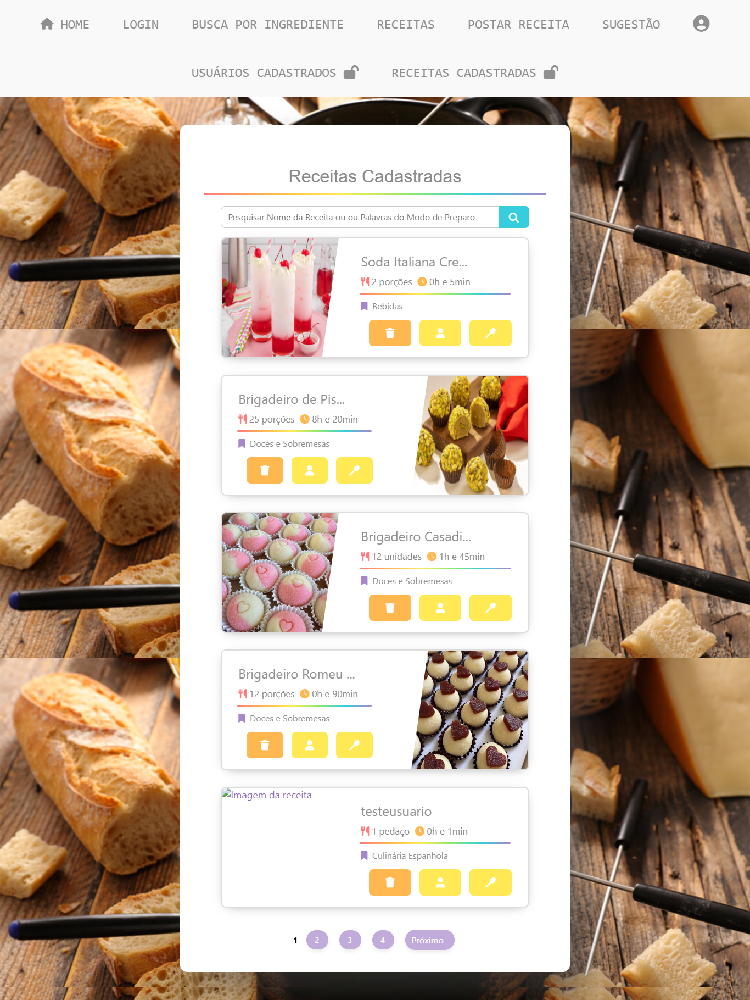 HOME LOGIN BUSCA POR INGREDIENTE RECEITAS POSTAR RECEITA SUGESTÃO
USUÁRIOS CADASTRADOS RECEITAS CADASTRADAS
Receitas Cadastradas
Pesquisar Nome da Receita ou ou Palavras do Modo de Preparo
Soda Italiana Cre...
2 porções 0h e 5min
Bebidas
Brigadeiro de Pis...
25 porções 8h e 20min
Doces e Sobremesas
Brigadeiro Casadi...
12 unidades 1h e 45min
Doces e Sobremesas
Brigadeiro Romeu ...
12 porções 0h e 90min
Doces e Sobremesas
Imagem da receita
testeusuario
1 pedaço 0h e 1min
Culinária Espanhola
1 2 3 4 Próximo